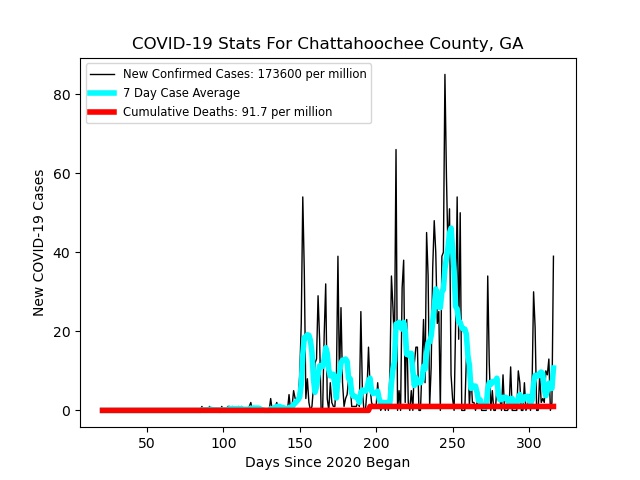 COVID-19 Stats For Chattahoochee County, GA
New Confirmed Cases: 173600 per million
7 Day Case Average
Cumulative Deaths: 91.7 per million
New COVID-19 Cases
80
60
40
20
0
50 100 150 200 250 300
Days Since 2020 Began